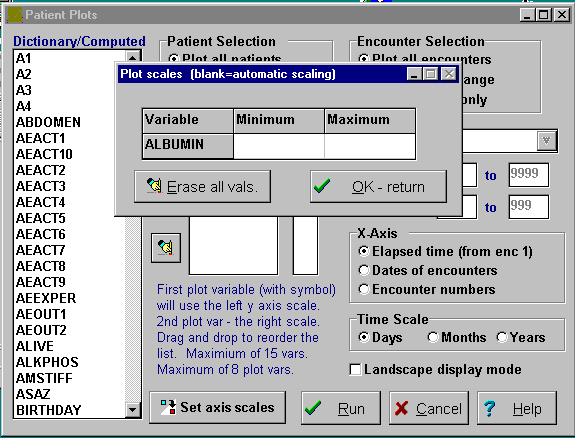 Patient Plots
Dictionary/Computed
Patient Selection
Encounter Selection
Plot all patients
Plot all encounters
ange
only
Plot scales (blank=automatic scaling)
Variable Minimum Maximum
ALBUMIN
Erase all vals.
OK - return
A1
A2
A3
A4
ABDOMEN
AEACT1
AEACT10
AEACT2
AEACT3
AEACT4
AEACT5
AEACT6
AEACT7
AEACT8
AEACT9
AEEXPER
AEOUT1
AEOUT2
ALIVE
ALKPHOS
AMSTIFF
ASAZ
BIRTHDAY
to 9999
to 999
First plot variable (with symbol)
will use the left y axis scale.
2nd plot var - the right scale.
Drag and drop to reorder the
list. Maximium of 15 vars.
Maximum of 8 plot vars.
X-Axis
Elapsed time (from enc 1)
Dates of encounters
Encounter numbers
Time Scale
Days Months Years
Landscape display mode
Set axis scales
Run
Cancel
Help